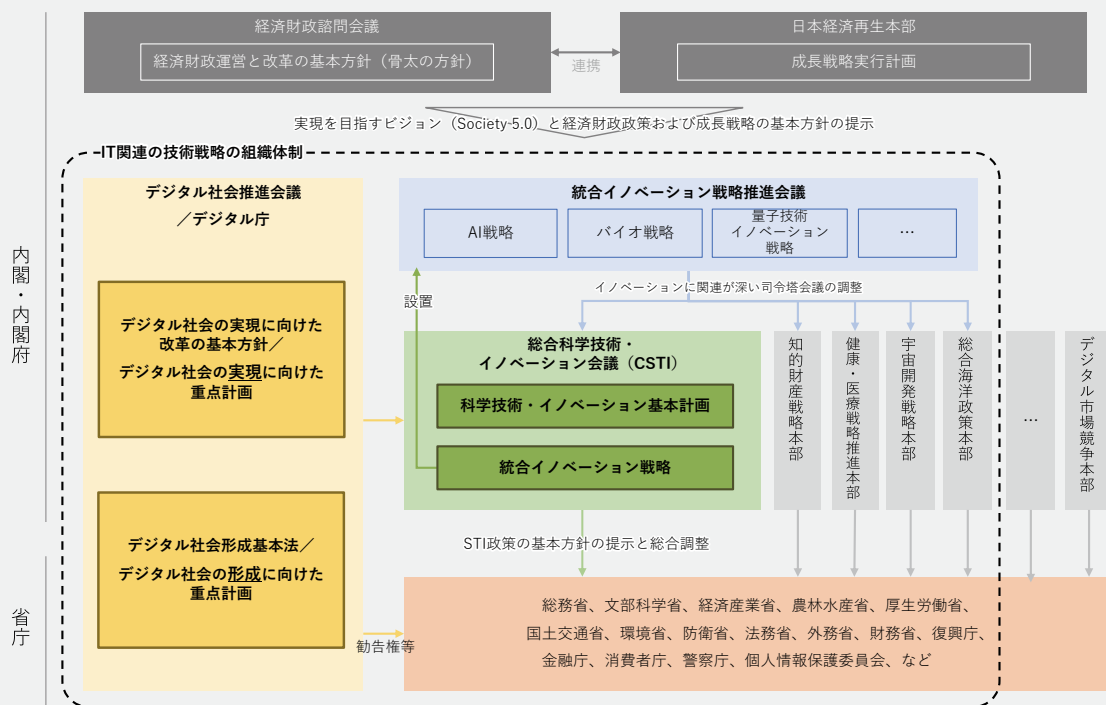 経済財政諮問会議
経済財政運営と改革の基本方針（骨太の方針）
連携
日本経済再生本部
成長戦略実行計画
実現を目指すビジョン（Society 5.0）と経済財政政策および成長戦略の基本方針の提示
IT関連の技術戦略の組織体制
内閣・内閣府
デジタル社会推進会議
／デジタル庁
デジタル社会の実現に向けた
改革の基本方針／
デジタル社会の実現に向けた
重点計画
デジタル社会形成基本法／
デジタル社会の形成に向けた
重点計画
統合イノベーション戦略推進会議
AI戦略
バイオ戦略
量子技術
イノベーション
戦略
…
設置
イノベーションに関連が深い司令塔会議の調整
総合科学技術・
イノベーション会議（CSTI）
科学技術・イノベーション基本計画
統合イノベーション戦略
知的財産戦略本部
健康・医療戦略推進本部
宇宙開発戦略本部
総合海洋政策本部
…
デジタル市場競争本部
STI政策の基本方針の提示と総合調整
省庁
勧告権等
総務省、文部科学省、経済産業省、農林水産省、厚生労働省、
国土交通省、環境省、防衛省、法務省、外務省、財務省、復興庁、
金融庁、消費者庁、警察庁、個人情報保護委員会、など